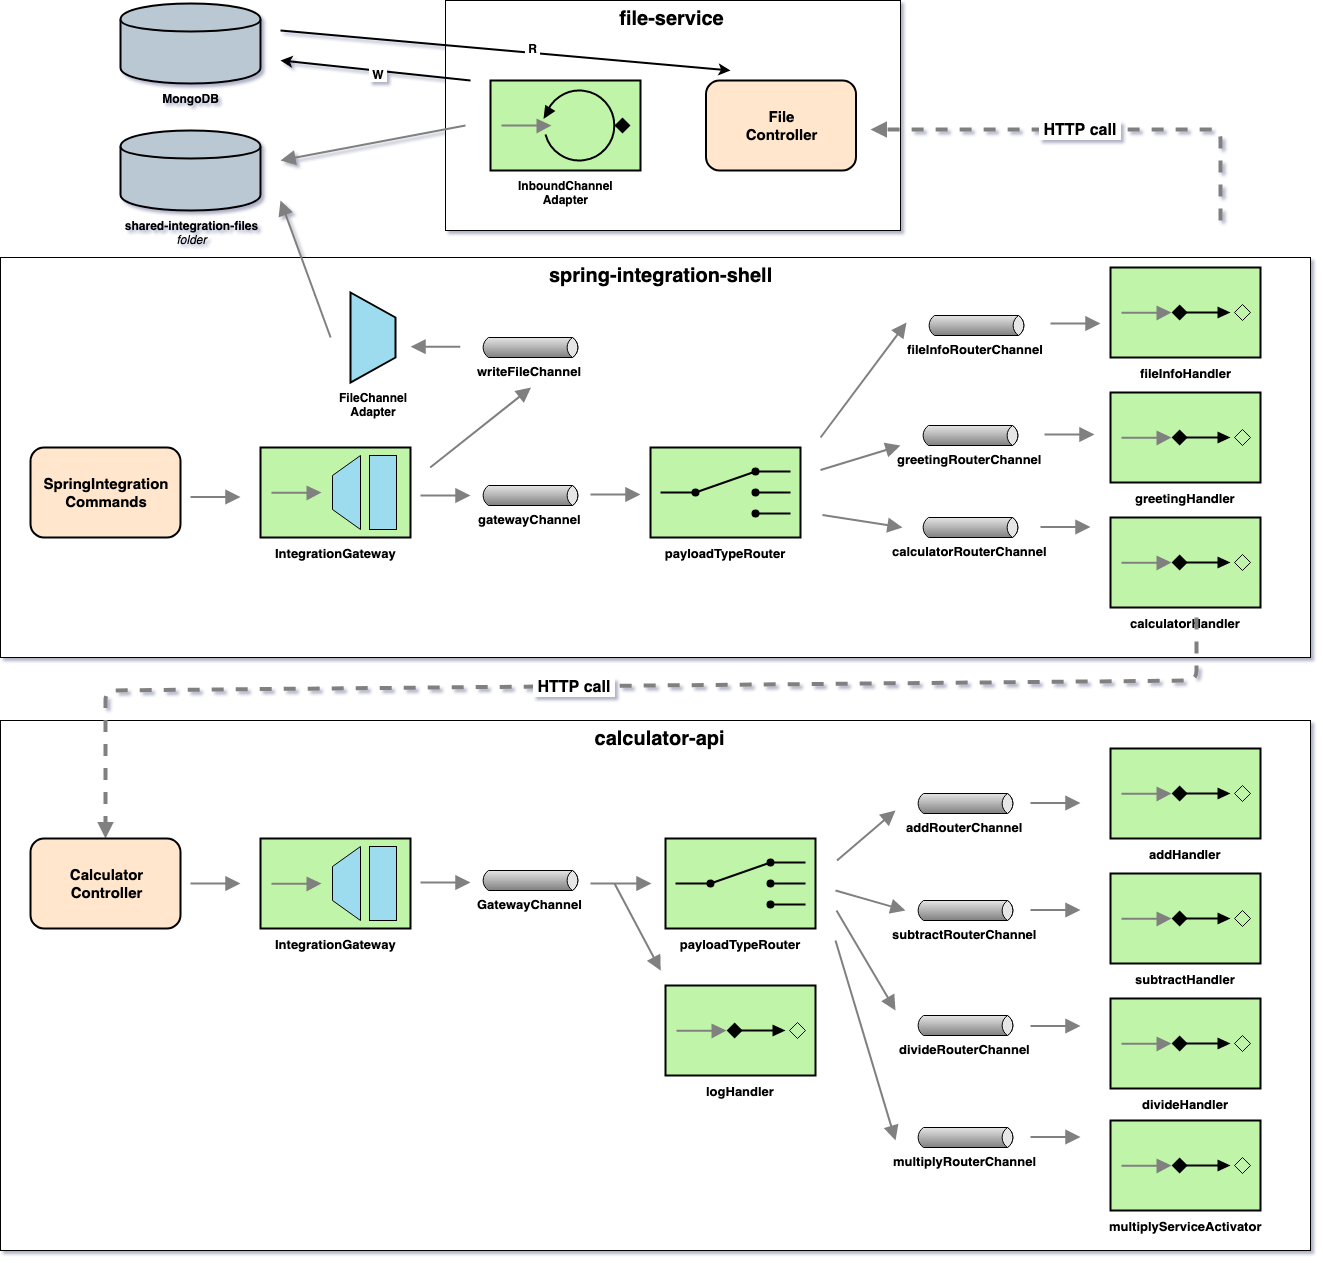 file-service
R
W
MongoDB
File
Controller
HTTP call
InboundChannel
Adapter
shared-integration-files
folder
spring-integration-shell
fileInfoRouterChannel
fileInfoHandler
writeFileChannel
FileChannel
Adapter
greetingRouterChannel
greetingHandler
SpringIntegration
Commands
IntegrationGateway
gatewayChannel
payloadTypeRouter
calculatorRouterChannel
calculatorHandler
HTTP call
calculator-api
addRouterChannel
addHandler
Calculator
Controller
IntegrationGateway
GatewayChannel
payloadTypeRouter
subtractRouterChannel
subtractHandler
logHandler
divideRouterChannel
divideHandler
multiplyRouterChannel
multiplyServiceActivator